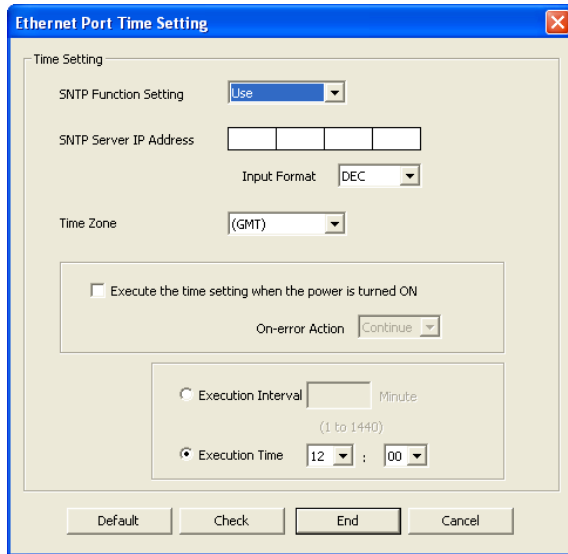 Ethernet Port Time Setting
Time Setting
SNTP Function Setting Use
SNTP Server IP Address
Input Format DEC
Time Zone (GMT)
Execute the time setting when the power is turned ON
On-error Action Continue
Execution Interval Minute
(1 to 1440)
Execution Time 12 : 00
Default Check End Cancel